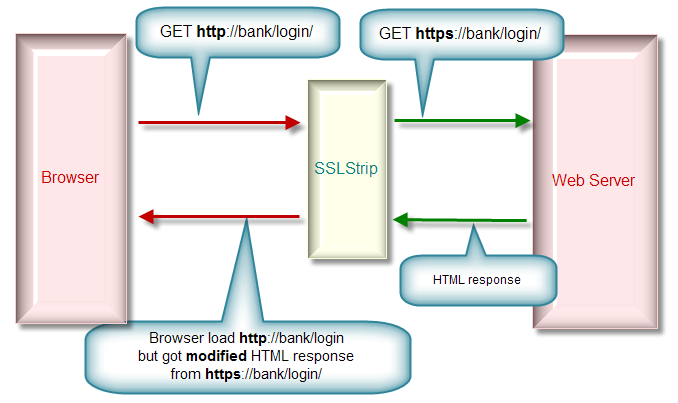 GET http://bank/login/
GET https://bank/login/
Browser
SSLStrip
Web Server
HTML response
Browser load http://bank/login
but got modified HTML response
from https://bank/login/